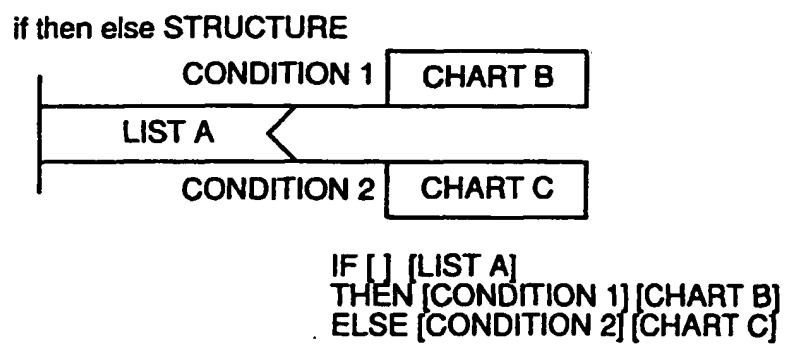 if then else STRUCTURE
CONDITION 1 CHART B
LIST A
CONDITION 2 CHART C
IF [ ] [LIST A]
THEN [CONDITION 1] [CHART B]
ELSE [CONDITION 2] [CHART C]